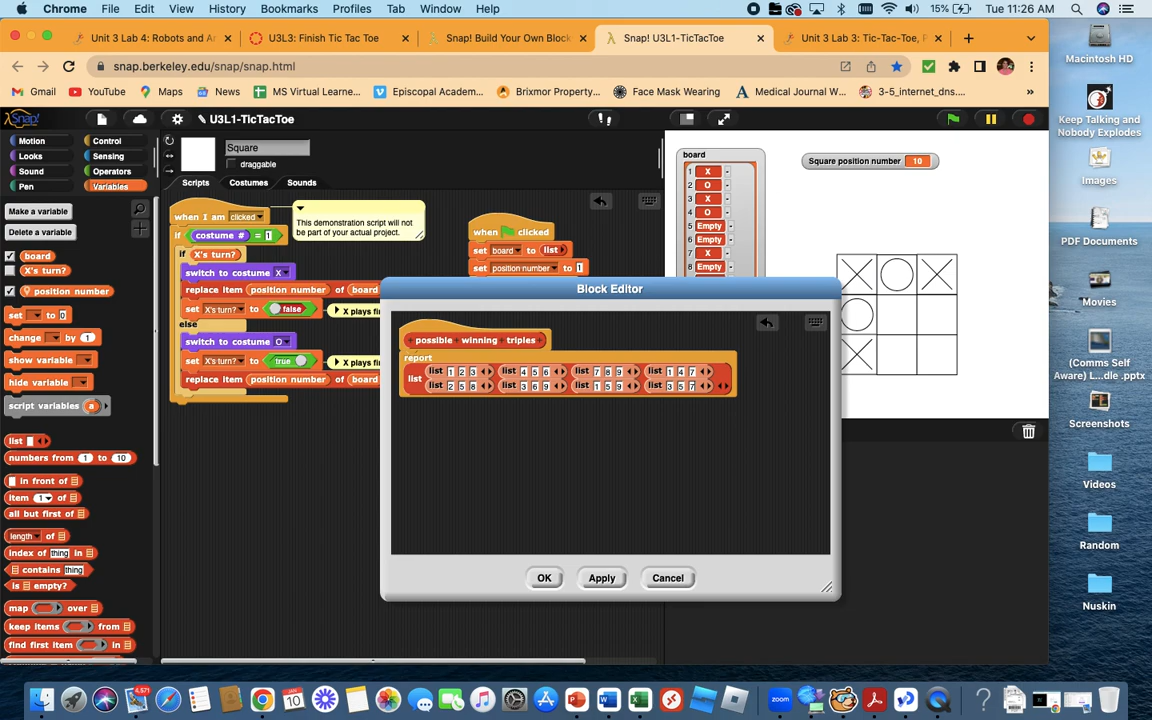 Chrome File Edit View History Bookmarks Profiles Tab Window Help 15% Tue 11:26 AM
Unit 3 Lab 4: Robots and Ar
U3L3: Finish Tic Tac Toe
Snap! Build Your Own Block
Snap! U3L1-TicTacToe
Unit 3 Lab 3: Tic-Tac-Toe, P
snap.berkeley.edu/snap/snap.html
Gmail YouTube Maps News MS Virtual Learne... Episcopal Academ... Brixmor Property... Face Mask Wearing Medical Journal W... 3-5_internet_dns.... »
Snap! U3L1-TicTacToe
Motion Control
Looks Sensing
Sound Operators
Pen Variables
Make a variable
Delete a variable
board
X's turn?
position number
set to 0
change by 1
show variable
hide variable
script variables a
list
numbers from 1 to 10
in front of
item 1 of
all but first of
length of
index of thing in
contains thing
is empty?
map over
keep items from
find first item in
Square
draggable
Scripts Costumes Sounds
when I am clicked
if costume # = 1
if X's turn?
switch to costume X
replace item position number of board
set X's turn? to false
X plays fi
else
switch to costume O
set X's turn? to true
X plays fi
replace item position number of board
This demonstration script will not
be part of your actual project.
when clicked
set board to list
set position number to 1
Block Editor
possible winning triples
report
list list 1 2 3 list 4 5 6 list 7 8 9 list 1 4 7
list 2 5 8 list 3 6 9 list 1 5 9 list 3 5 7
OK Apply Cancel
board
1 X
2 O
3 X
4 O
5 Empty
6 Empty
7 X
8 Empty
Square position number 10
Macintosh HD
Keep Talking and
Nobody Explodes
Images
PDF Documents
Movies
(Comms Self
Aware) L...dle .pptx
Screenshots
Videos
Random
Nuskin
4,571
JAN
10
zoom